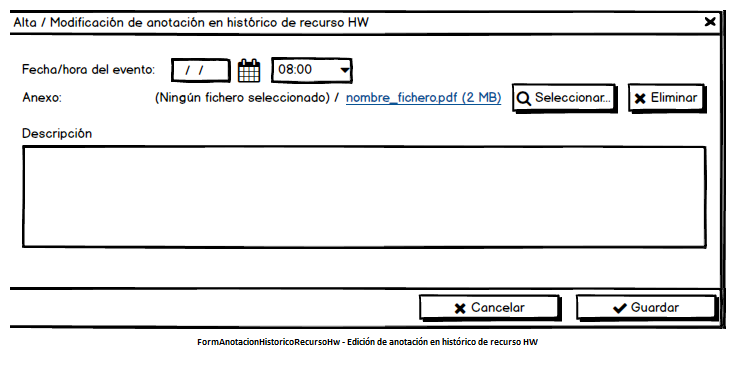 Alta / Modificación de anotación en histórico de recurso HW
Fecha/hora del evento: / / 08:00
Anexo: (Ningún fichero seleccionado) / nombre_fichero.pdf (2 MB) Seleccionar... Eliminar
Descripción
Cancelar Guardar
FormAnotacionHistoricoRecursoHw - Edición de anotación en histórico de recurso HW